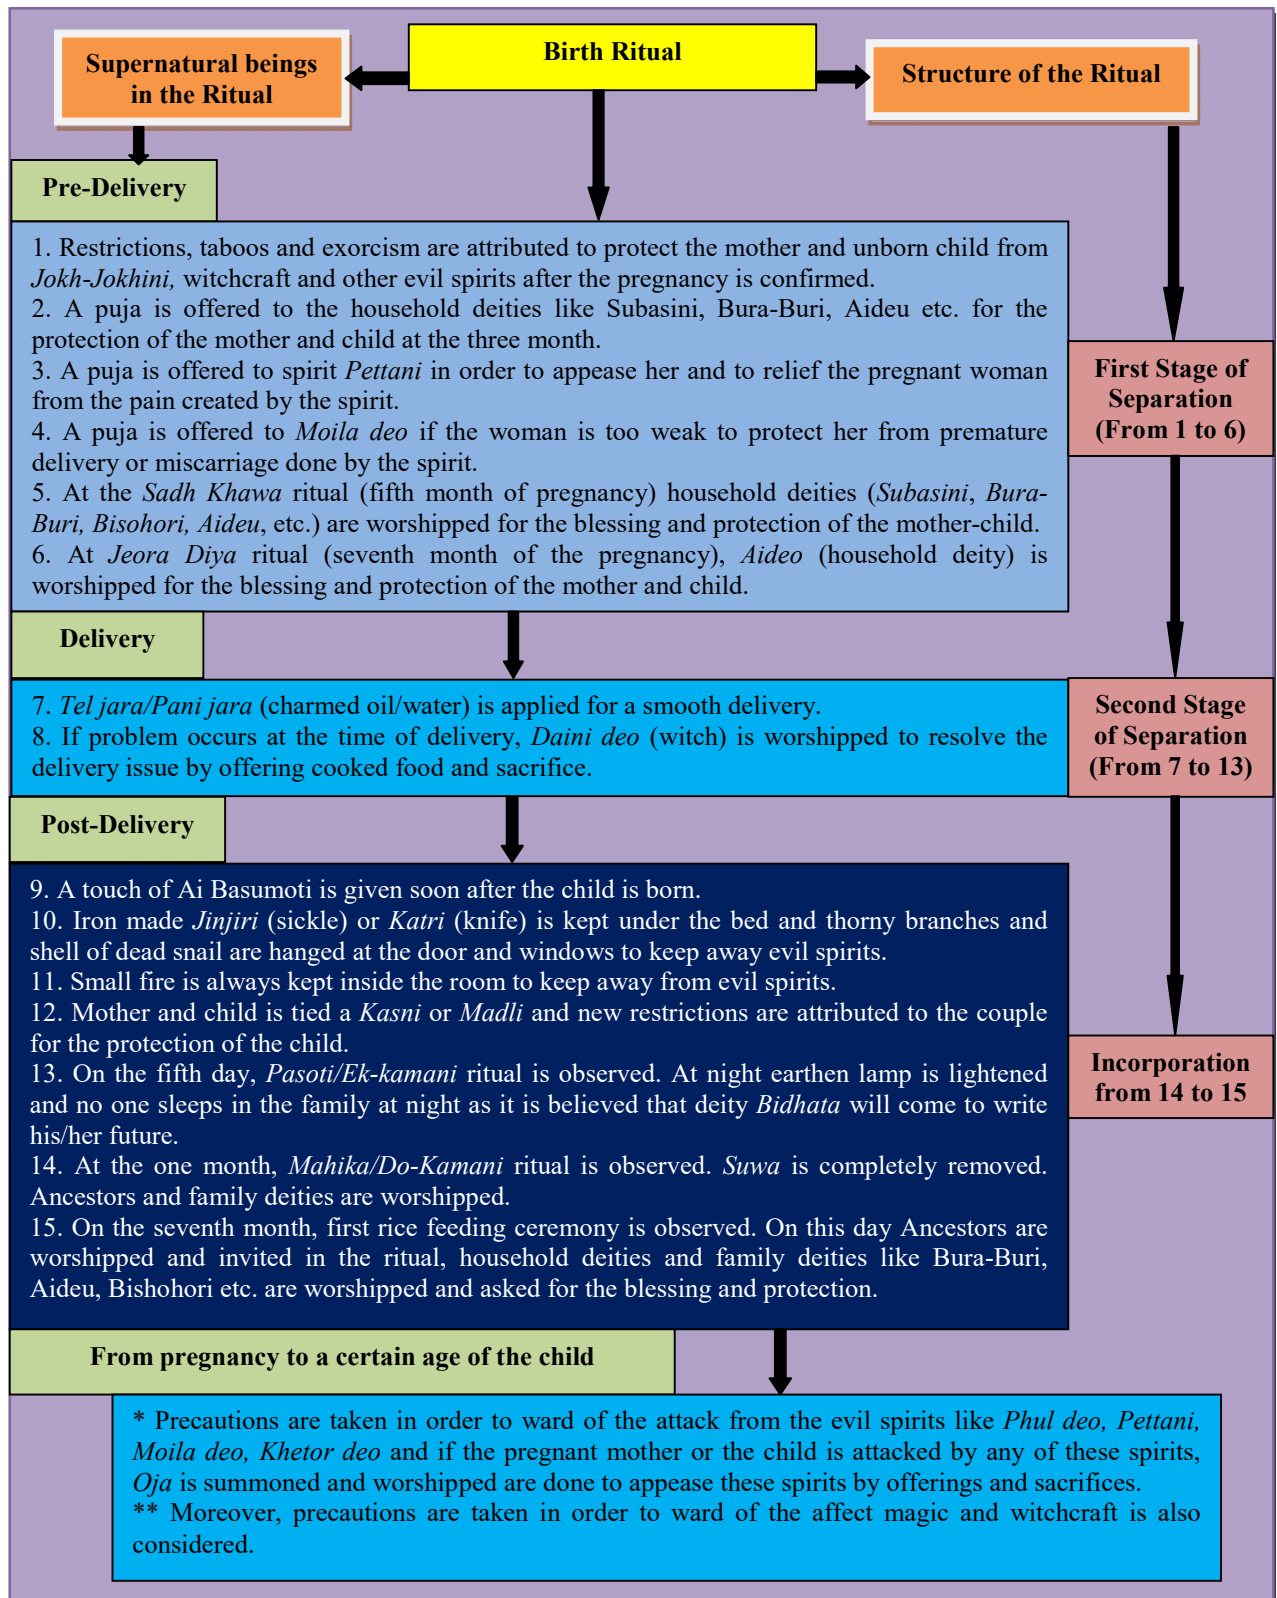 Birth Ritual
Supernatural beings
in the Ritual
Structure of the Ritual
Pre-Delivery
1. Restrictions, taboos and exorcism are attributed to protect the mother and unborn child from
Jokh-Jokhini, witchcraft and other evil spirits after the pregnancy is confirmed.
2. A puja is offered to the household deities like Subasini, Bura-Buri, Aideu etc. for the
protection of the mother and child at the three month.
3. A puja is offered to spirit Pettani in order to appease her and to relief the pregnant woman
from the pain created by the spirit.
4. A puja is offered to Moila deo if the woman is too weak to protect her from premature
delivery or miscarriage done by the spirit.
5. At the Sadh Khawa ritual (fifth month of pregnancy) household deities (Subasini, Bura-
Buri, Bisohori, Aideu, etc.) are worshipped for the blessing and protection of the mother-child.
6. At Jeora Diya ritual (seventh month of the pregnancy), Aideo (household deity) is
worshipped for the blessing and protection of the mother and child.
First Stage of
Separation
(From 1 to 6)
Delivery
7. Tel jara/Pani jara (charmed oil/water) is applied for a smooth delivery.
8. If problem occurs at the time of delivery, Daini deo (witch) is worshipped to resolve the
delivery issue by offering cooked food and sacrifice.
Second Stage
of Separation
(From 7 to 13)
Post-Delivery
9. A touch of Ai Basumoti is given soon after the child is born.
10. Iron made Jinjiri (sickle) or Katri (knife) is kept under the bed and thorny branches and
shell of dead snail are hanged at the door and windows to keep away evil spirits.
11. Small fire is always kept inside the room to keep away from evil spirits.
12. Mother and child is tied a Kasni or Madli and new restrictions are attributed to the couple
for the protection of the child.
13. On the fifth day, Pasoti/Ek-kamani ritual is observed. At night earthen lamp is lightened
and no one sleeps in the family at night as it is believed that deity Bidhata will come to write
his/her future.
14. At the one month, Mahika/Do-Kamani ritual is observed. Suwa is completely removed.
Ancestors and family deities are worshipped.
15. On the seventh month, first rice feeding ceremony is observed. On this day Ancestors are
worshipped and invited in the ritual, household deities and family deities like Bura-Buri,
Aideu, Bishohori etc. are worshipped and asked for the blessing and protection.
Incorporation
from 14 to 15
From pregnancy to a certain age of the child
* Precautions are taken in order to ward of the attack from the evil spirits like Phul deo, Pettani,
Moila deo, Khetor deo and if the pregnant mother or the child is attacked by any of these spirits,
Oja is summoned and worshipped are done to appease these spirits by offerings and sacrifices.
** Moreover, precautions are taken in order to ward of the affect magic and witchcraft is also
considered.